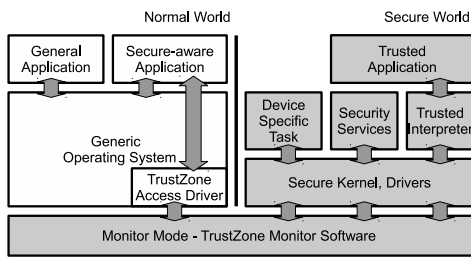 Normal World
Secure World
General
Application
Secure-aware
Application
Trusted
Application
Generic
Operating System
TrustZone
Access Driver
Device
Specific
Task
Security
Services
Trusted
Interpreter
Secure Kernel, Drivers
Monitor Mode - TrustZone Monitor Software